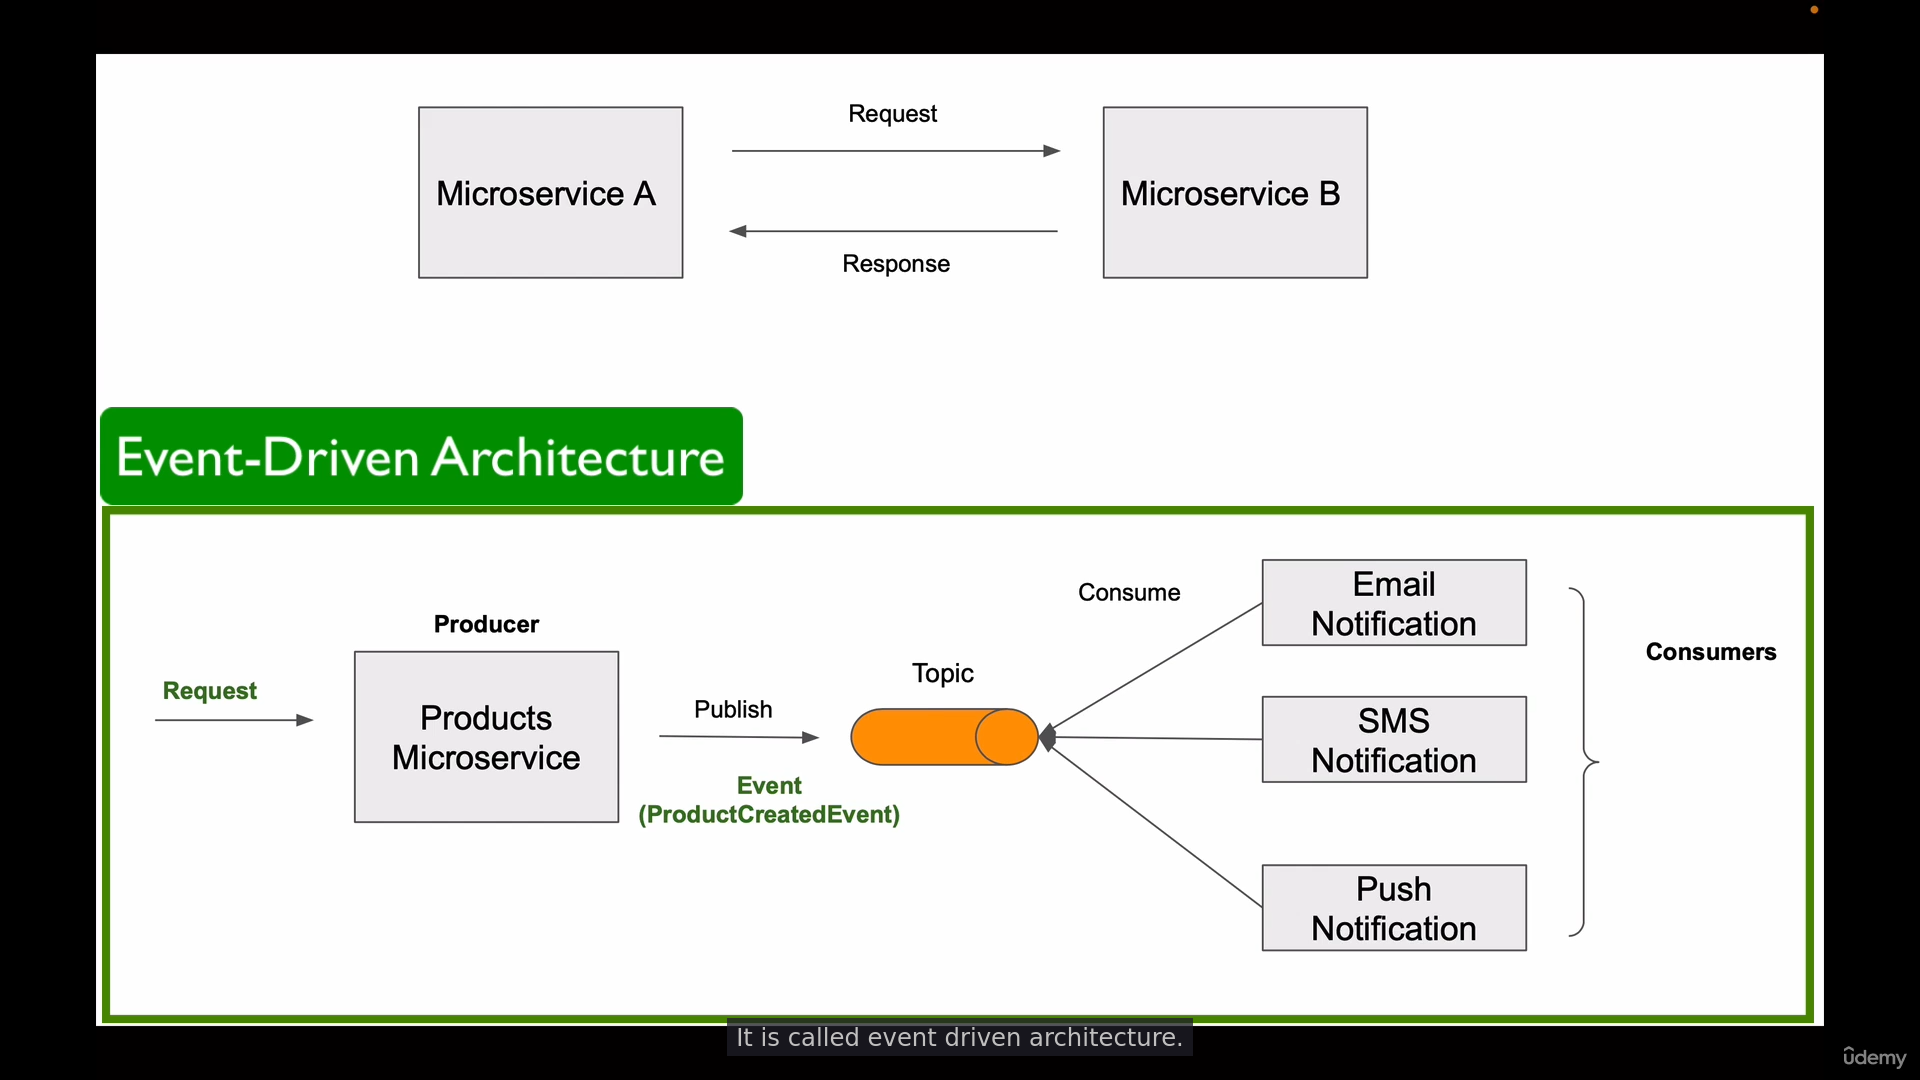 Request
Microservice A
Microservice B
Response
Event-Driven Architecture
Email
Notification
Consume
Producer
Consumers
Topic
Request
Products
Microservice
Publish
SMS
Notification
Event
(ProductCreatedEvent)
Push
Notification
It is called event driven architecture.
ûdemy